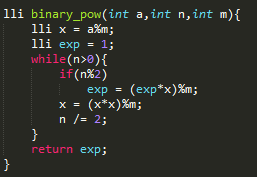 lli binary_pow(int a,int n,int m){
    lli x = a%m;
    lli exp = 1;
    while(n>0){
        if(n%2)
            exp = (exp*x)%m;
        x = (x*x)%m;
        n /= 2;
    }
    return exp;
}